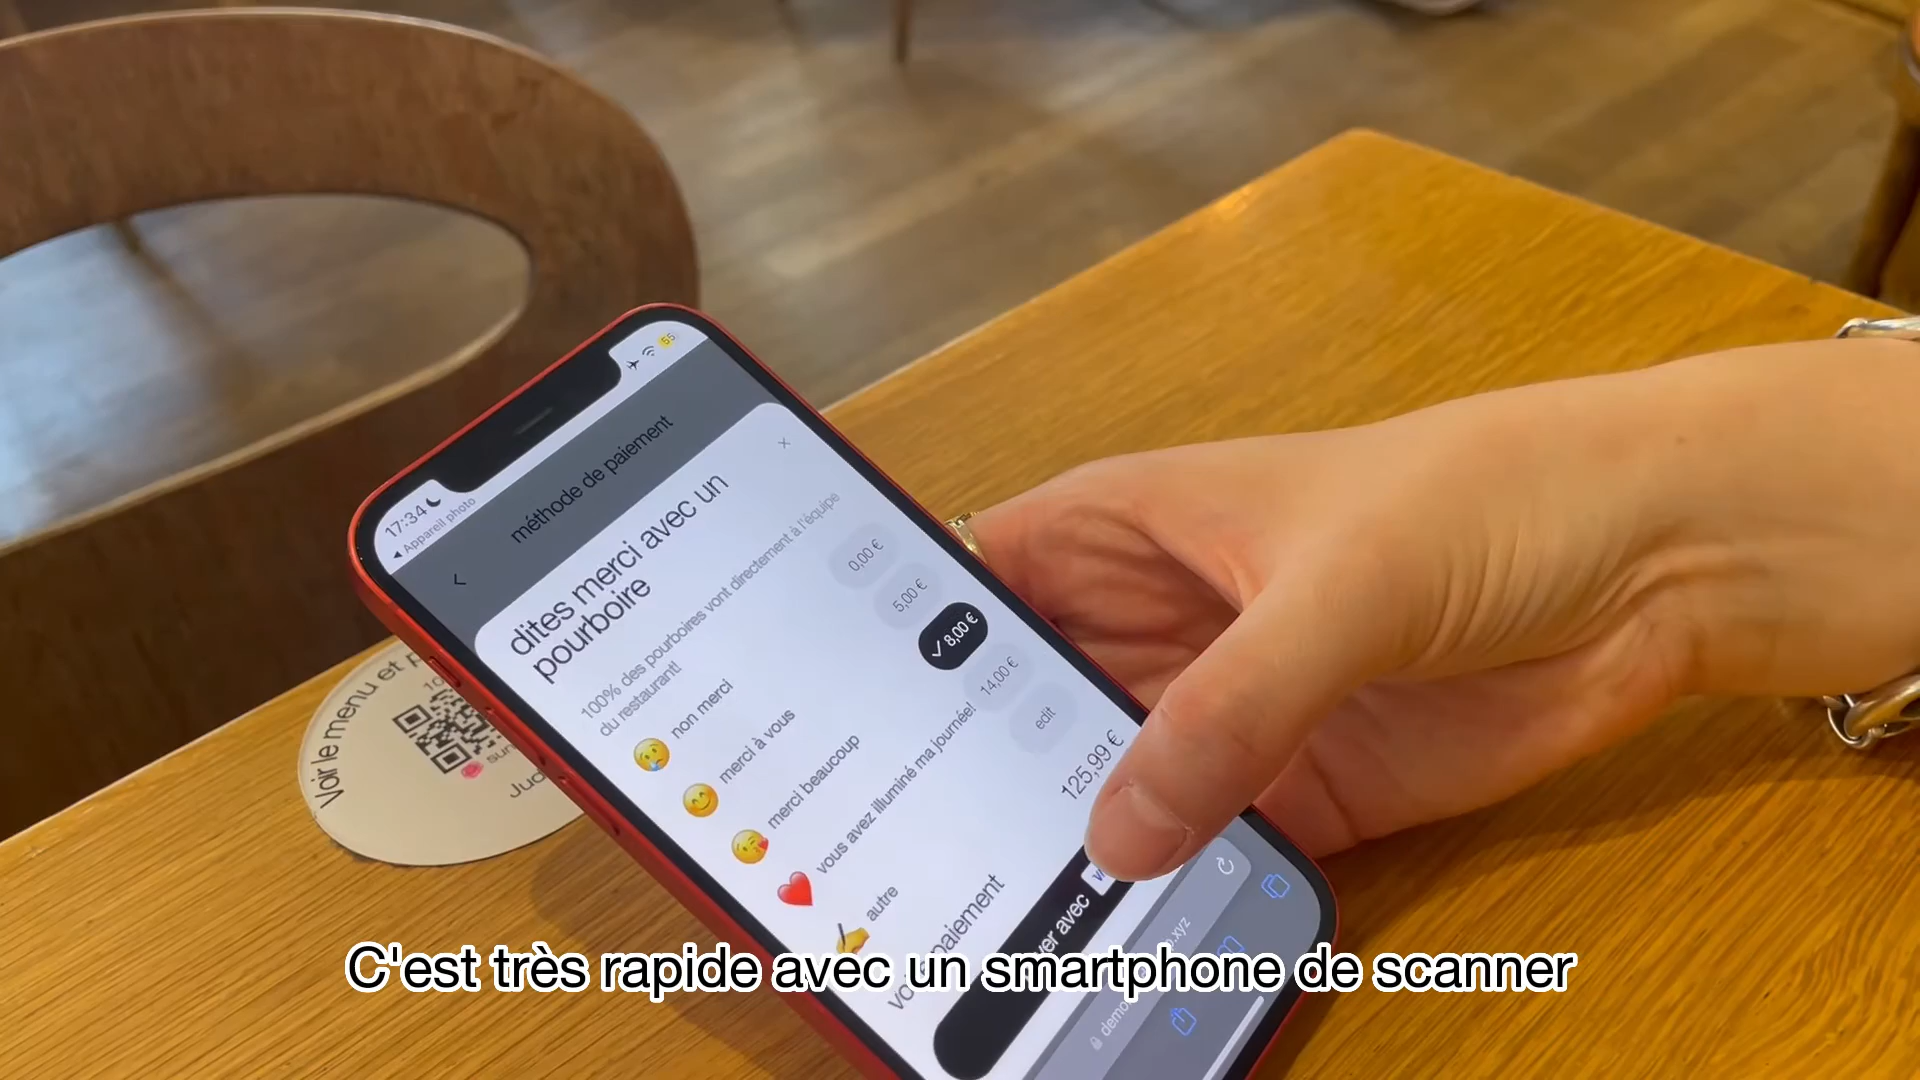 17:34
Appareil photo
55
méthode de paiement
dites merci avec un
pourboire
100% des pourboires vont directement à l'équipe
du restaurant!
non merci
0,00 €
merci à vous
5,00 €
merci beaucoup
8,00 €
vous avez illuminé ma journée!
14,00 €
autre
edit
paiement
125,99 €
avec
.xyz
Voir le menu et
C'est très rapide avec un smartphone de scanner